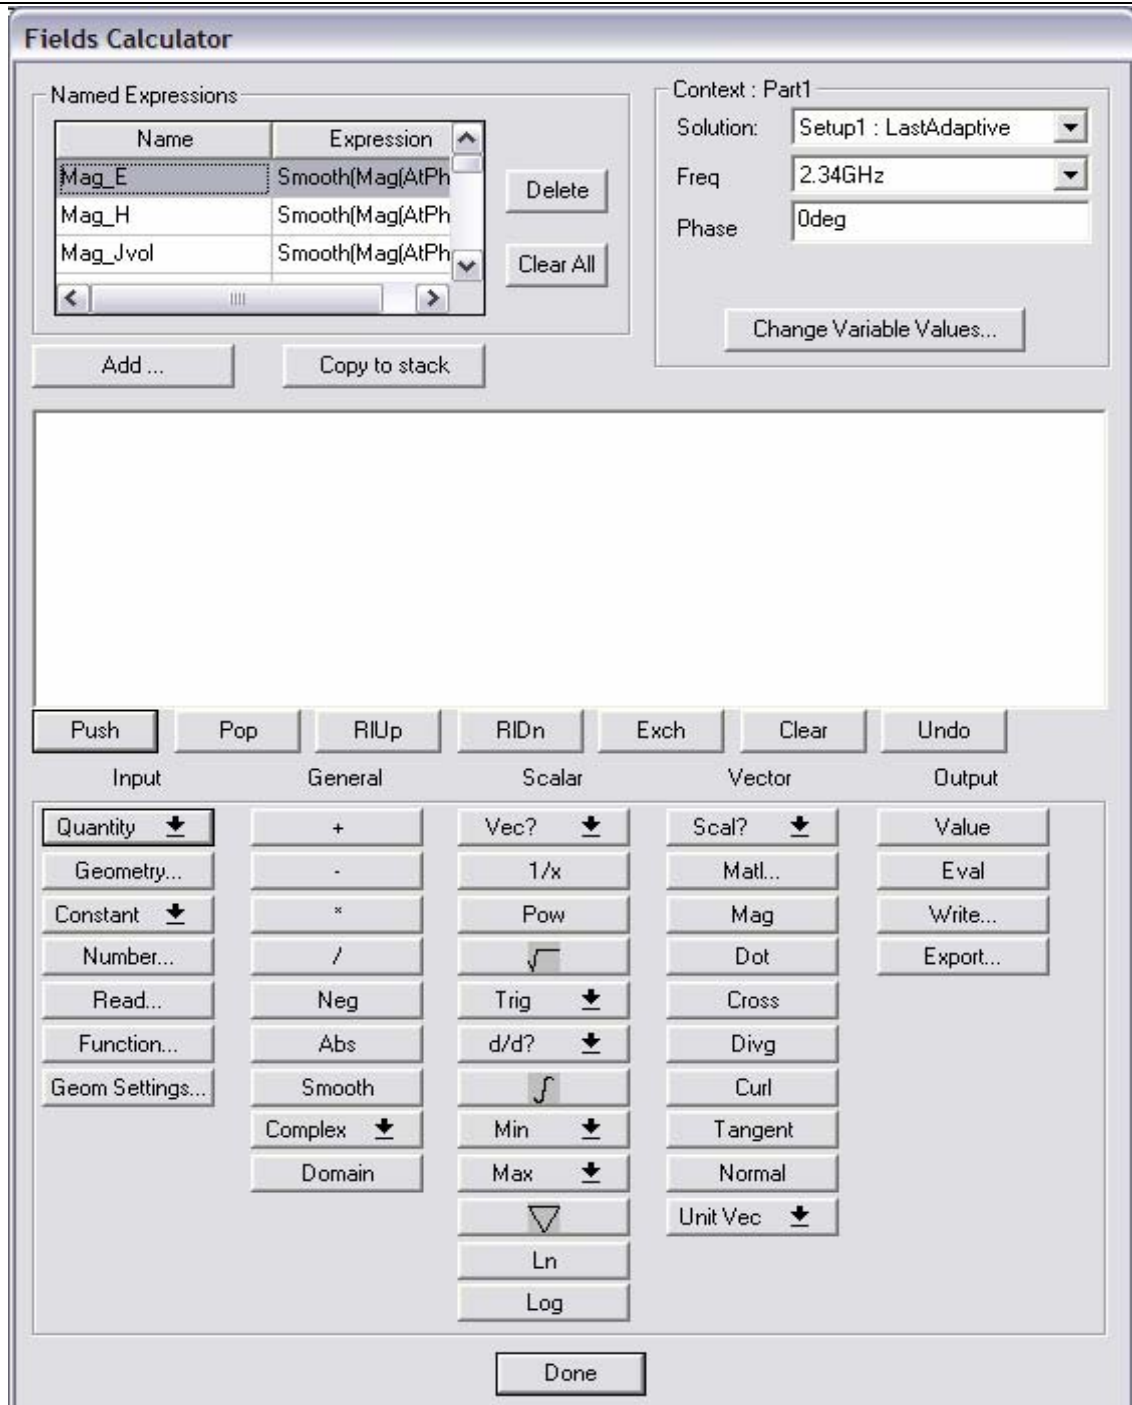 Fields Calculator
Named Expressions
Name Expression
Mag_E Smooth(Mag(AtPh
Mag_H Smooth(Mag(AtPh
Mag_Jvol Smooth(Mag(AtPh
Delete
Clear All
Add ... Copy to stack
Context : Part1
Solution: Setup1 : LastAdaptive
Freq 2.34GHz
Phase 0deg
Change Variable Values...
Push Pop RlUp RlDn Exch Clear Undo
Input General Scalar Vector Output
Quantity + Vec? Scal? Value
Geometry... - 1/x Matl... Eval
Constant * Pow Mag Write...
Number... / √ Dot Export...
Read... Neg Trig Cross
Function... Abs d/d? Divg
Geom Settings... Smooth ∫ Curl
Complex Min Tangent
Domain Max Normal
▽ Unit Vec
Ln
Log
Done